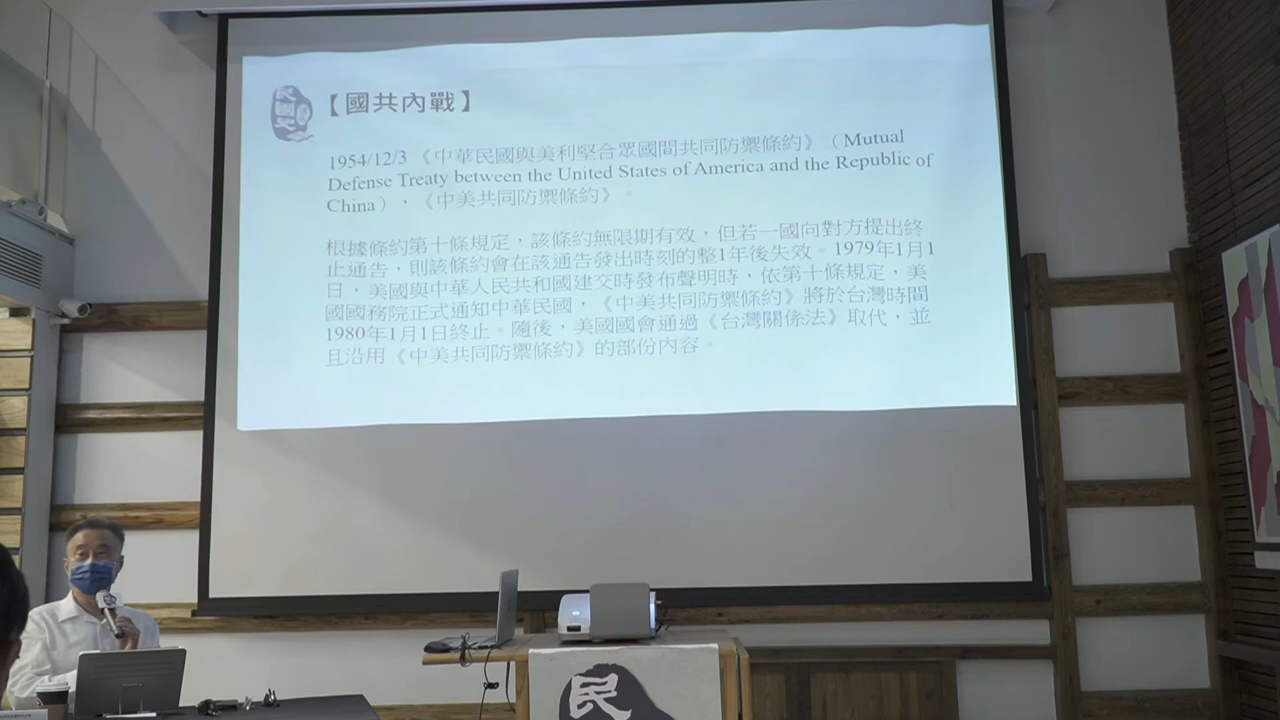 民國史
【國共內戰】
1954/12/3《中華民國與美利堅合眾國間共同防禦條約》（Mutual
Defense Treaty between the United States of America and the Republic of
China），《中美共同防禦條約》。
根據條約第十條規定，該條約無限期有效，但若一國向對方提出終
止通告，則該條約會在該通告發出時刻的整1年後失效。1979年1月1
日，美國與中華人民共和國建交時發布聲明時，依第十條規定，美
國國務院正式通知中華民國，《中美共同防禦條約》將於台灣時間
1980年1月1日終止。隨後，美國國會通過《台灣關係法》取代，並
且沿用《中美共同防禦條約》的部份內容。
民